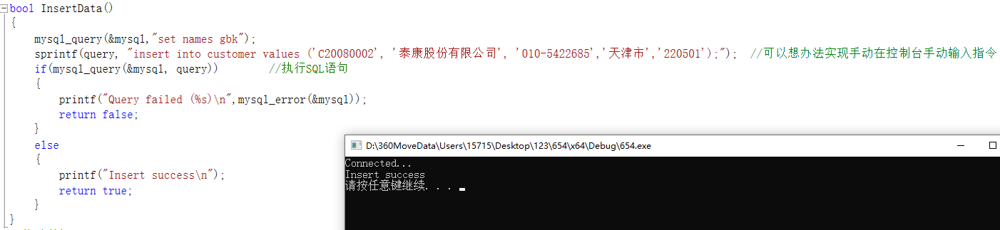 bool InsertData()
{
mysql_query(&mysql,"set names gbk");
sprintf(query, "insert into customer values ('C20080002', '泰康股份有限公司', '010-5422685','天津市','220501');"); //可以想办法实现手动在控制台手动输入指令
if(mysql_query(&mysql, query)) //执行SQL语句
{
printf("Query failed (%s)\n",mysql_error(&mysql));
return false;
}
else
{
printf("Insert success\n");
return true;
}
}
D:\360MoveData\Users\15715\Desktop\123\654\x64\Debug\654.exe
Connected...
Insert success
请按任意键继续. . .